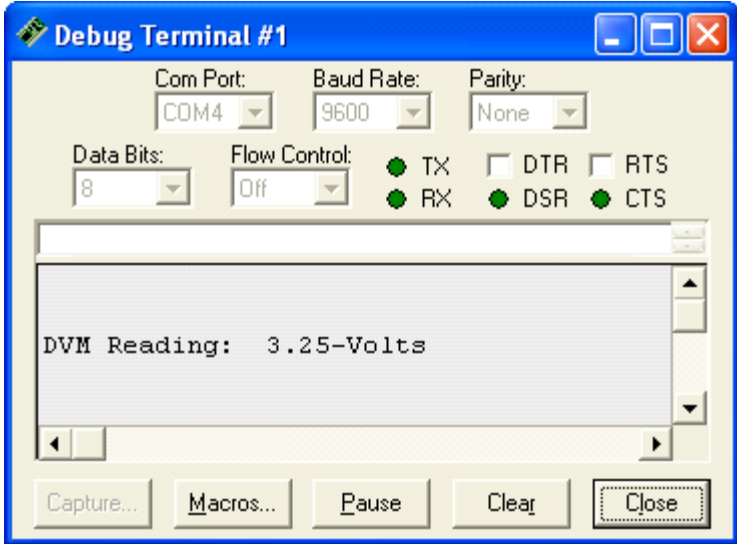 Debug Terminal #1
Com Port: Baud Rate: Parity:
COM4 9600 None
Data Bits: Flow Control: TX DTR RTS
8 Off RX DSR CTS
DVM Reading:  3.25-Volts
Capture... Macros... Pause Clear Close